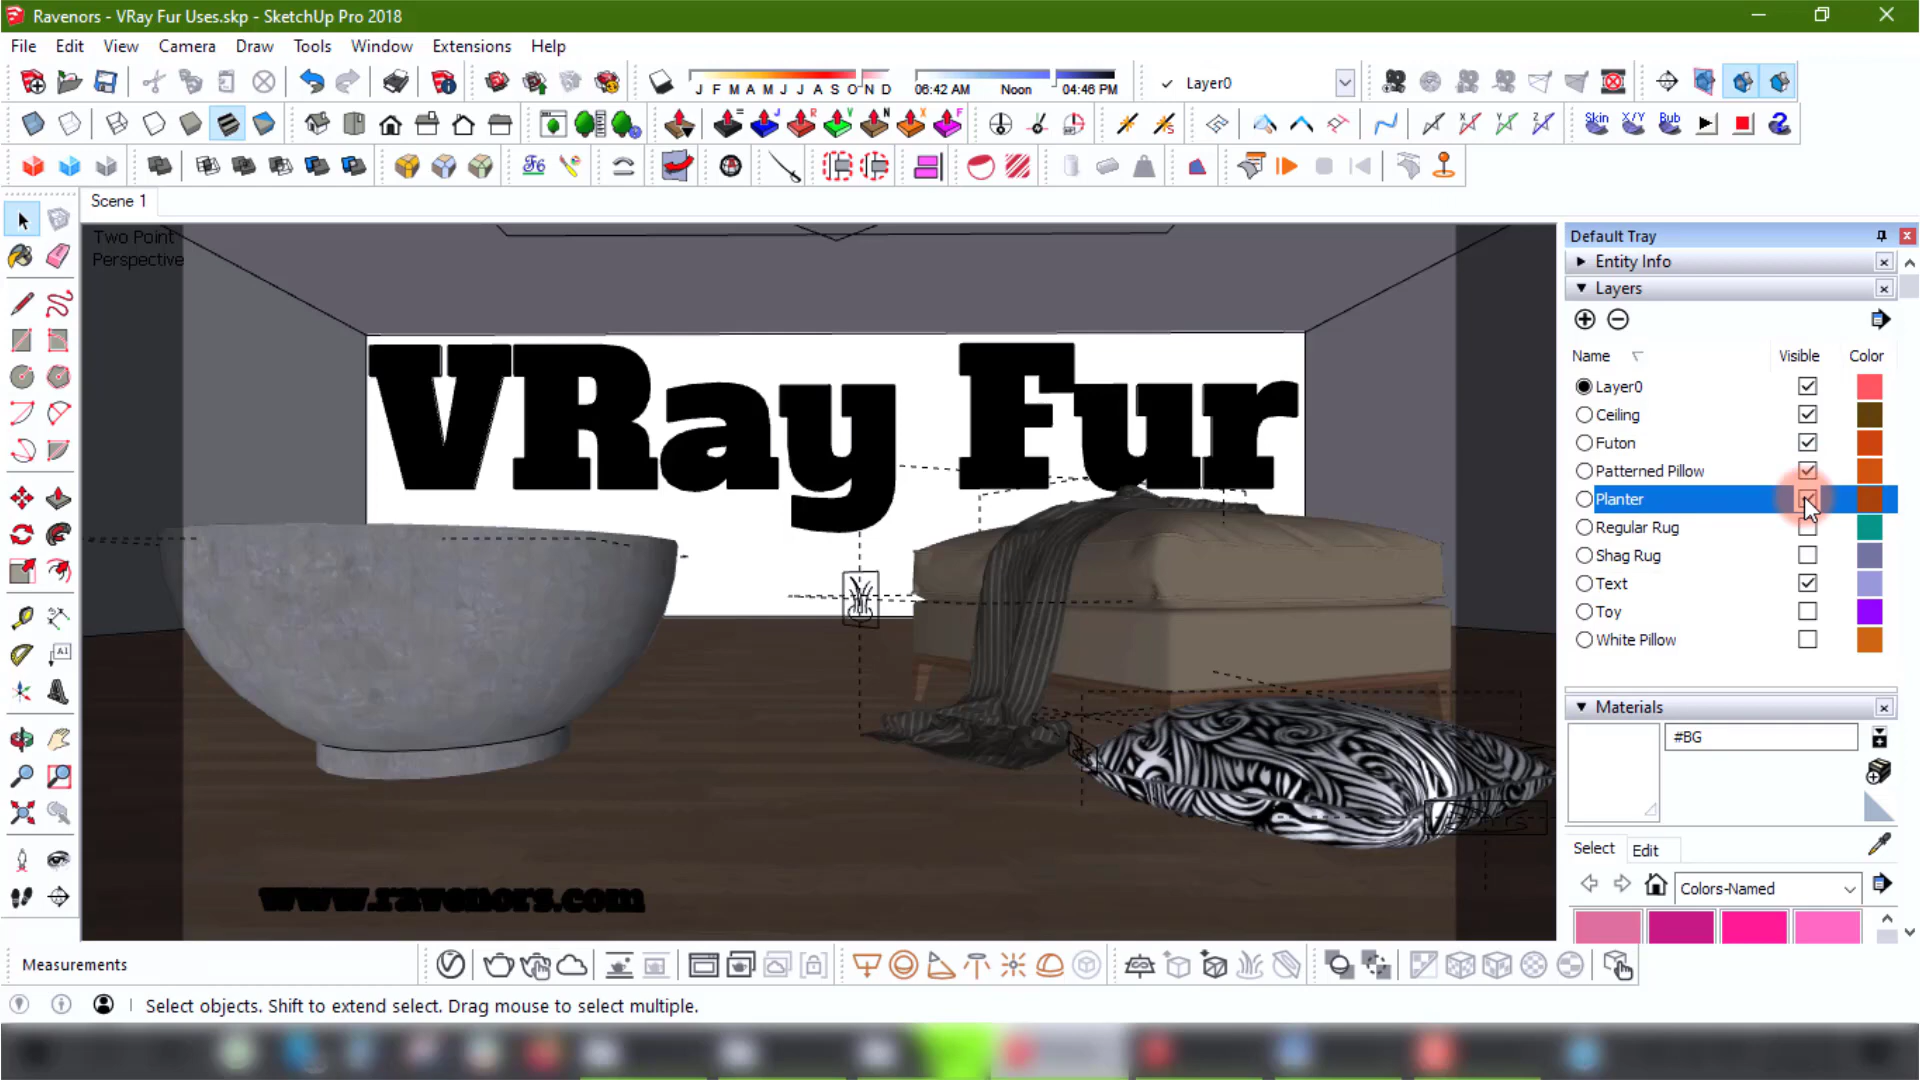 Ravenors - VRay Fur Uses.skp - SketchUp Pro 2018
File Edit View Camera Draw Tools Window Extensions Help
J F M A M J J A S O N D 06:42 AM Noon 04:46 PM Layer0
Skin X/Y Bub
Scene 1
Two Point
Perspective
VRay Fur
www.ravenors.com
Default Tray
Entity Info
Layers
Name Visible Color
Layer0
Ceiling
Futon
Patterned Pillow
Planter
Regular Rug
Shag Rug
Text
Toy
White Pillow
Materials
#BG
Select Edit
Colors-Named
Measurements
Select objects. Shift to extend select. Drag mouse to select multiple.